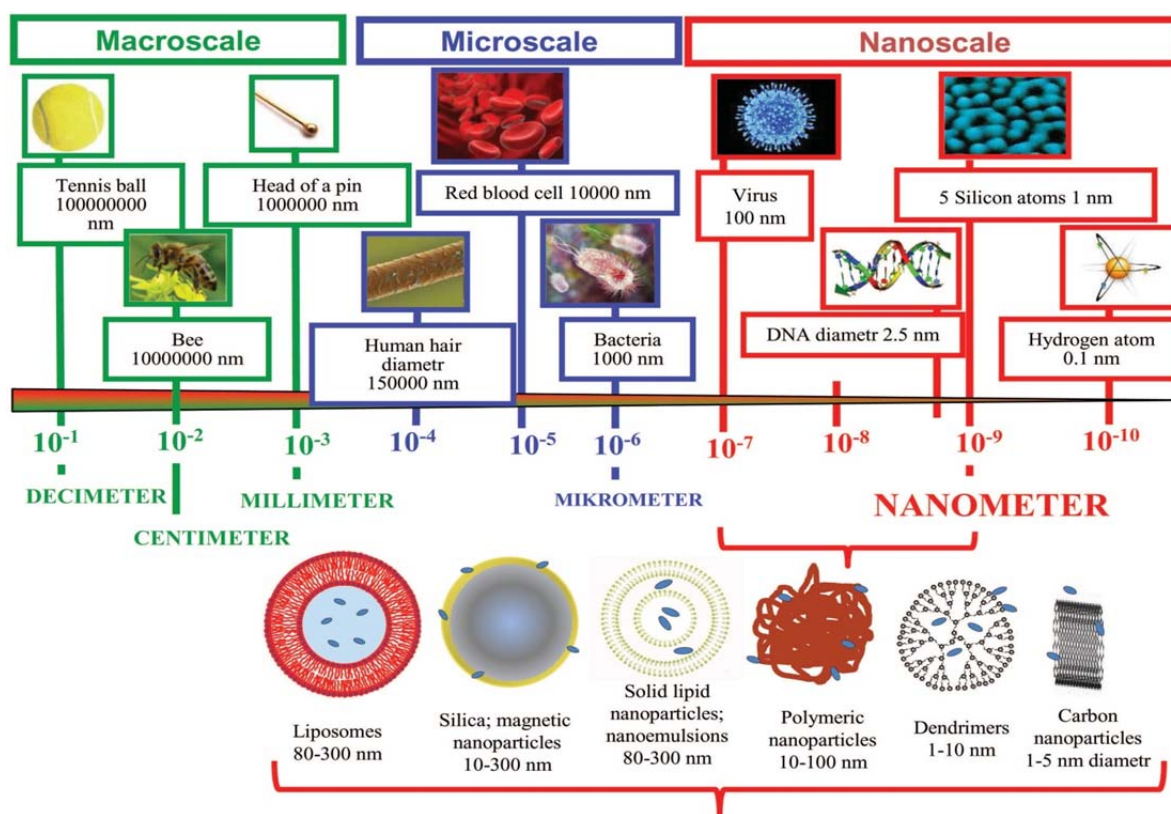 Macroscale
Microscale
Nanoscale
Tennis ball
100000000
nm
Head of a pin
1000000 nm
Red blood cell 10000 nm
Virus
100 nm
5 Silicon atoms 1 nm
Bee
10000000 nm
Human hair
diametr
150000 nm
Bacteria
1000 nm
DNA diametr 2.5 nm
Hydrogen atom
0.1 nm
10-1
10-2
10-3
10-4
10-5
10-6
10-7
10-8
10-9
10-10
DECIMETER
CENTIMETER
MILLIMETER
MIKROMETER
NANOMETER
Liposomes
80-300 nm
Silica; magnetic
nanoparticles
10-300 nm
Solid lipid
nanoparticles;
nanoemulsions
80-300 nm
Polymeric
nanoparticles
10-100 nm
Dendrimers
1-10 nm
Carbon
nanoparticles
1-5 nm diametr